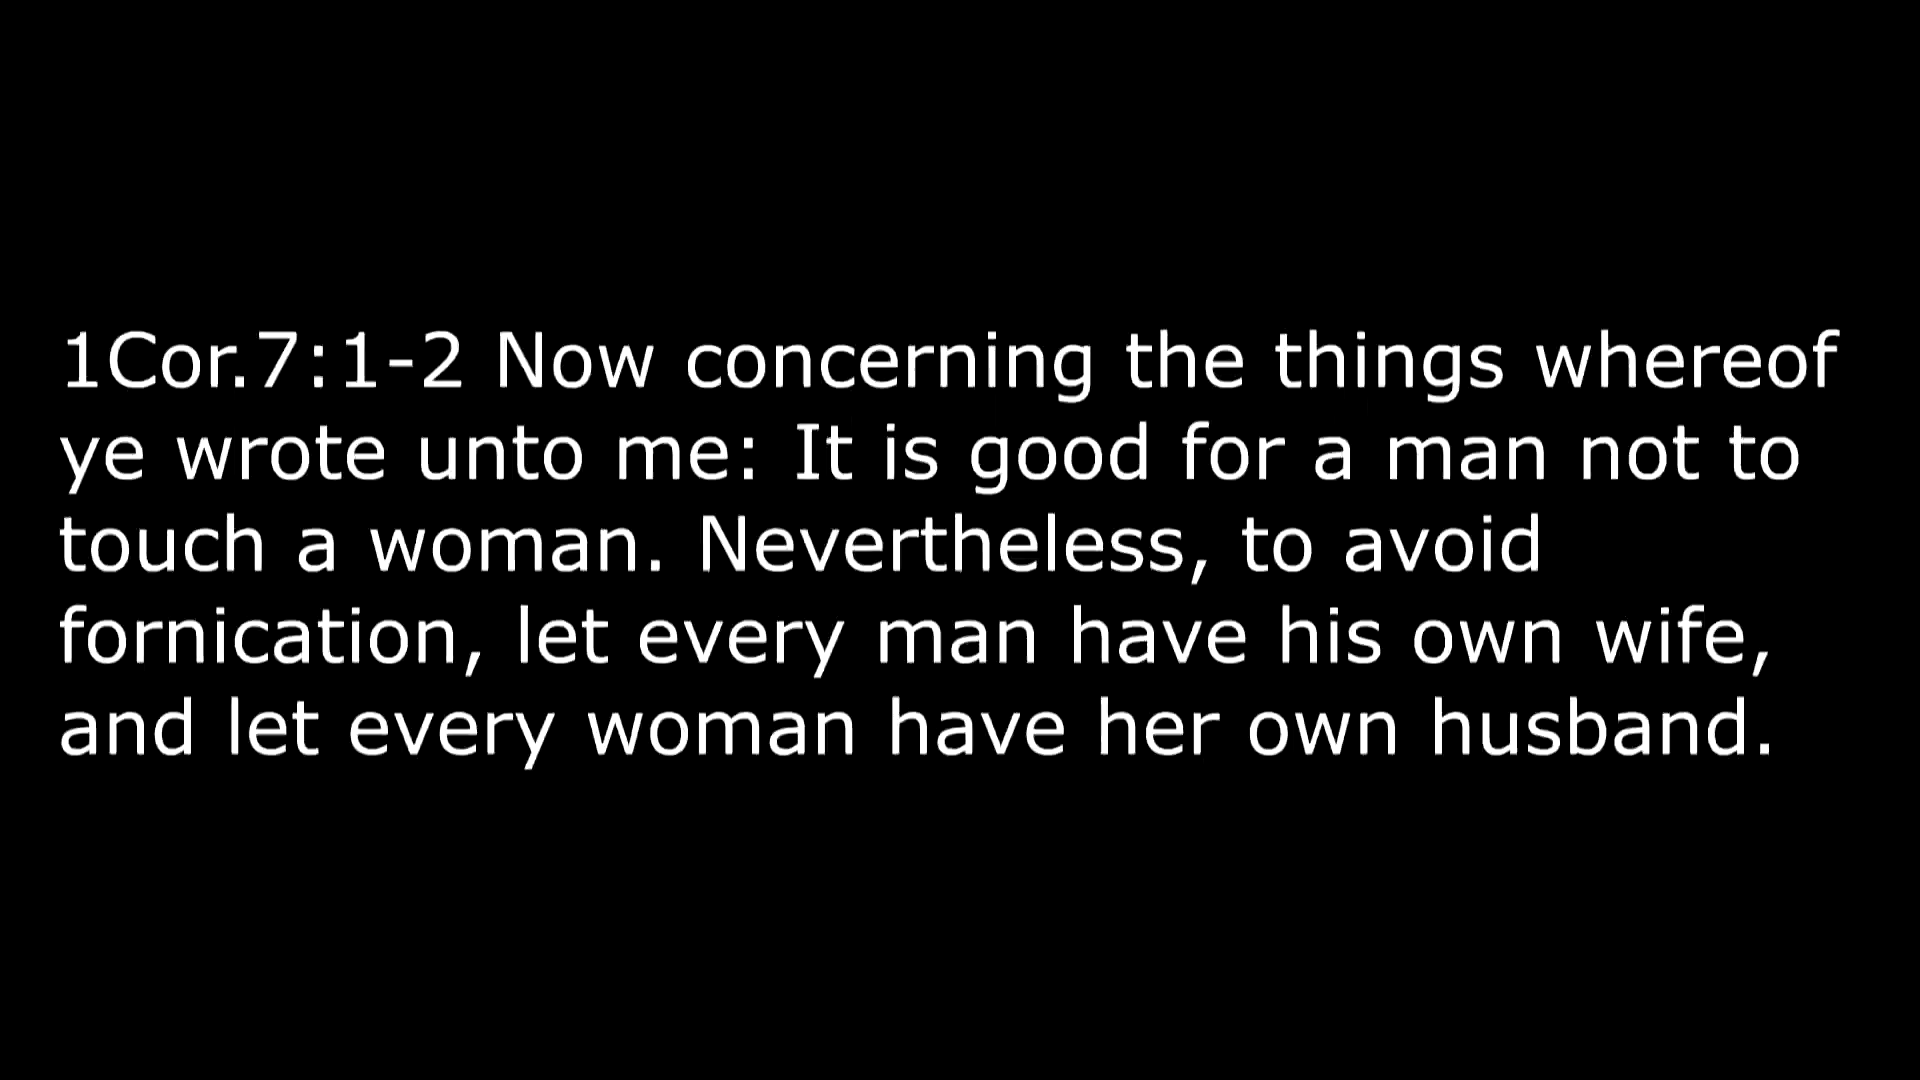 1Cor.7:1-2 Now concerning the things whereof
ye wrote unto me: It is good for a man not to
touch a woman. Nevertheless, to avoid
fornication, let every man have his own wife,
and let every woman have her own husband.